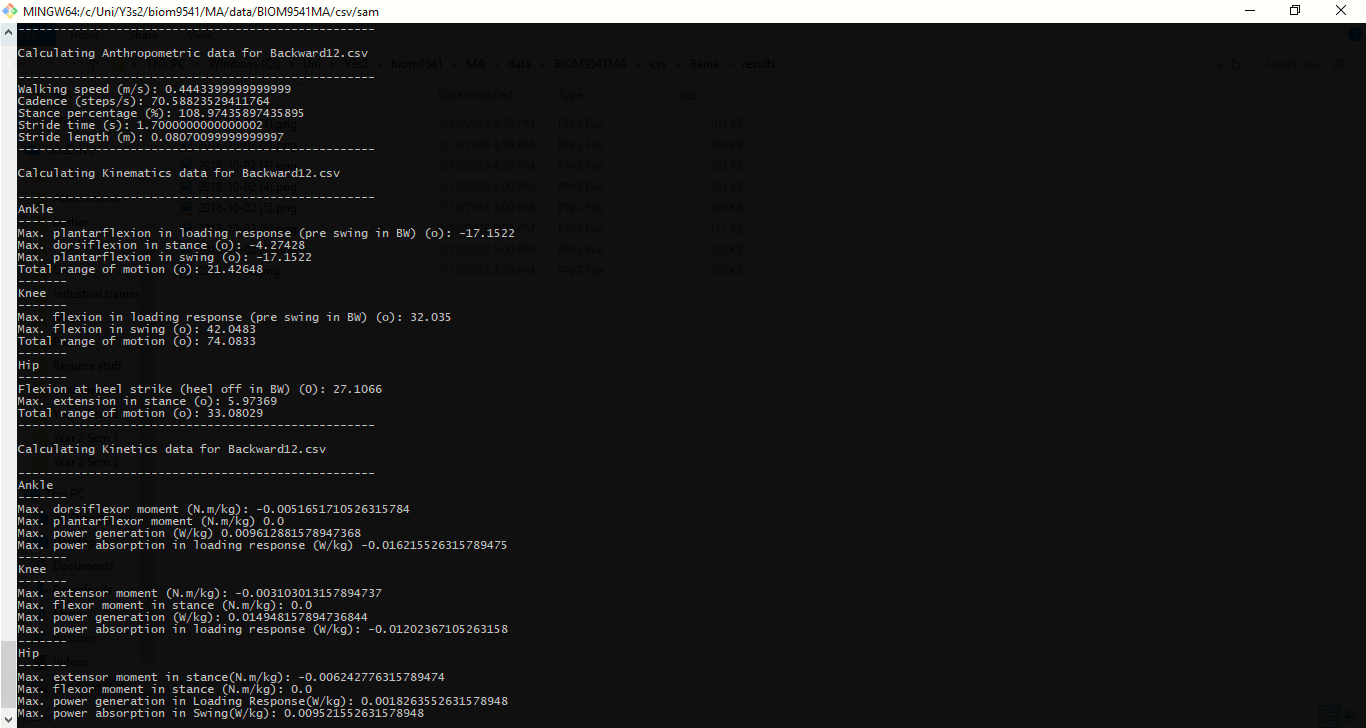 MINGW64:/c/Uni/Y3s2/biom9541/MA/data/BIOM9541MA/csv/sam
---------------------------------------------------
Calculating Anthropometric data for Backward12.csv
---------------------------------------------------
Walking speed (m/s): 0.4443399999999999
Cadence (steps/s): 70.58823529411764
Stance percentage (%): 108.97435897435895
Stride time (s): 1.7000000000000002
Stride length (m): 0.08070099999999997
---------------------------------------------------
Calculating Kinematics data for Backward12.csv
---------------------------------------------------
Ankle
-------
Max. plantarflexion in loading response (pre swing in BW) (o): -17.1522
Max. dorsiflexion in stance (o): -4.27428
Max. plantarflexion in swing (o): -17.1522
Total range of motion (o): 21.42648
-------
Knee
-------
Max. flexion in loading response (pre swing in BW) (o): 32.035
Max. flexion in swing (o): 42.0483
Total range of motion (o): 74.0833
-------
Hip
-------
Flexion at heel strike (heel off in BW) (O): 27.1066
Max. extension in stance (o): 5.97369
Total range of motion (o): 33.08029
---------------------------------------------------
Calculating Kinetics data for Backward12.csv
---------------------------------------------------
Ankle
-------
Max. dorsiflexor moment (N.m/kg): -0.0051651710526315784
Max. plantarflexor moment (N.m/kg) 0.0
Max. power generation (W/kg) 0.009612881578947368
Max. power absorption in loading response (W/kg) -0.016215526315789475
-------
Knee
-------
Max. extensor moment (N.m/kg): -0.003103013157894737
Max. flexor moment in stance (N.m/kg): 0.0
Max. power generation (W/kg): 0.014948157894736844
Max. power absorption in loading response (W/kg): -0.01202367105263158
-------
Hip
-------
Max. extensor moment in stance(N.m/kg): -0.006242776315789474
Max. flexor moment in stance (N.m/kg): 0.0
Max. power generation in Loading Response(W/kg): 0.0018263552631578948
Max. power absorption in Swing(W/kg): 0.009521552631578948